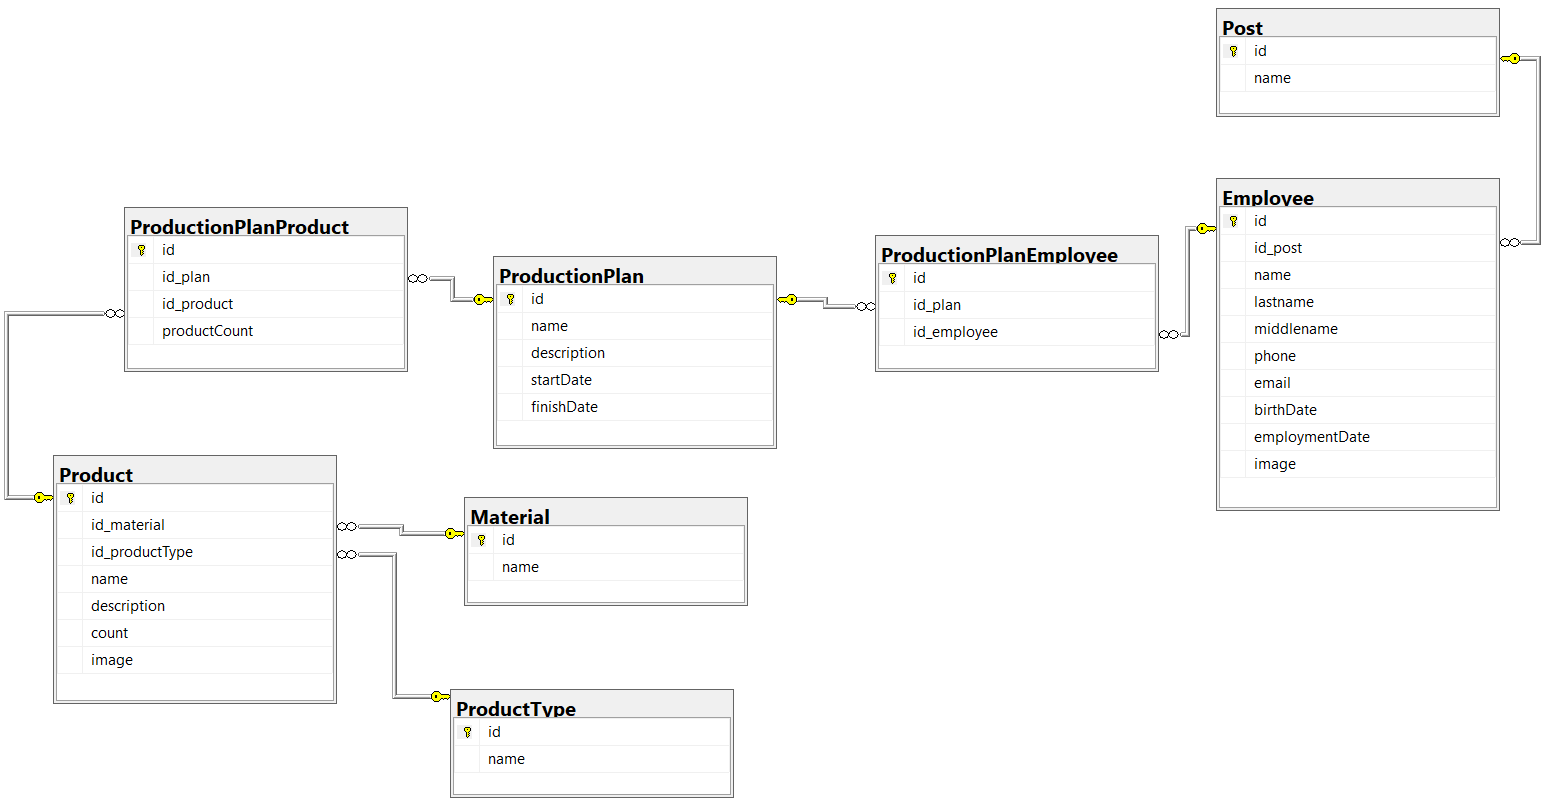 Post
id
name
Employee
id
id_post
name
lastname
middlename
phone
email
birthDate
employmentDate
image
ProductionPlanProduct
id
id_plan
id_product
productCount
ProductionPlan
id
name
description
startDate
finishDate
ProductionPlanEmployee
id
id_plan
id_employee
Product
id
id_material
id_productType
name
description
count
image
Material
id
name
ProductType
id
name